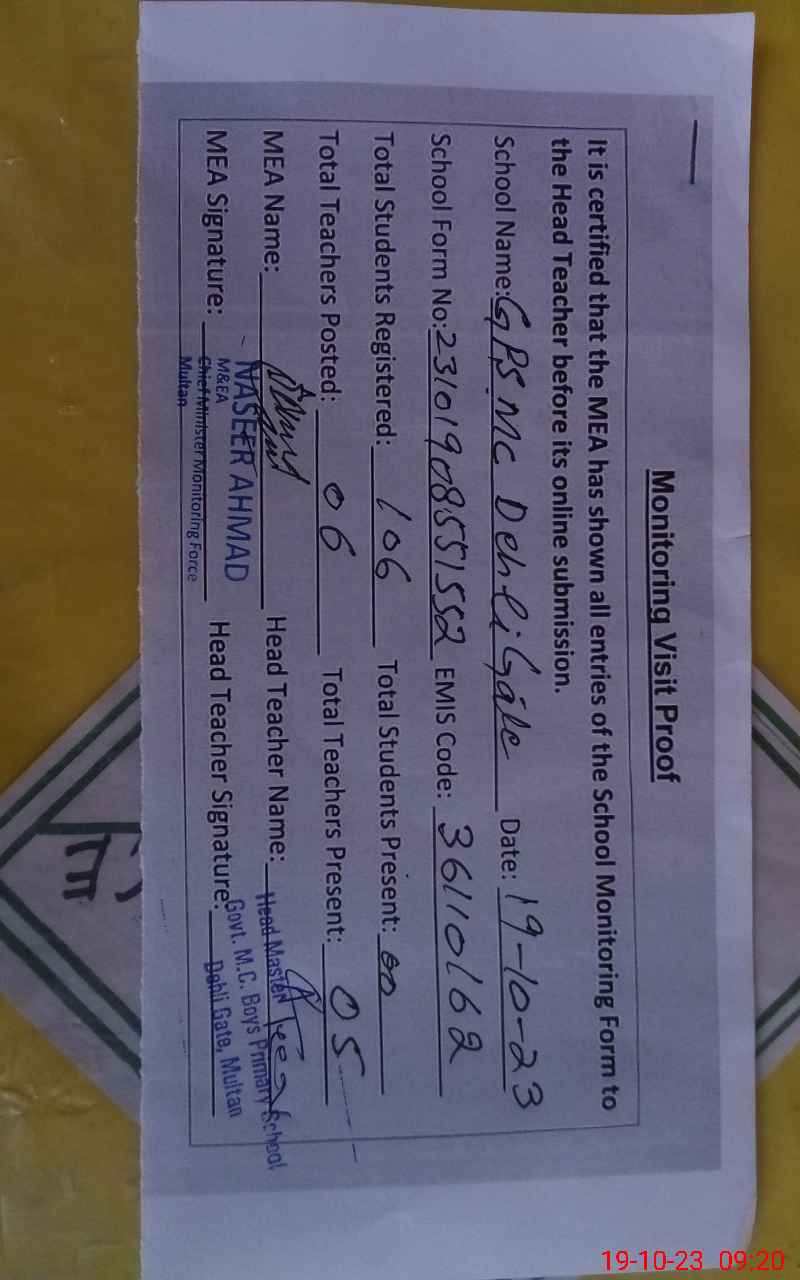 Monitoring Visit Proof
It is certified that the MEA has shown all entries of the School Monitoring Form to
the Head Teacher before its online submission.
School Name: GPS MC Dehli Gate Date: 19-10-23
School Form No: 23101908551552 EMIS Code: 36110162
Total Students Registered: 106 Total Students Present: 00
Total Teachers Posted: 06 Total Teachers Present: 05
MEA Name: Head Teacher Name:
NASEER AHMAD
M&EA
Chief Minister Monitoring Force
Multan
MEA Signature: Head Teacher Signature:
Head Master
Govt. M.C. Boys Primary School
Dehli Gate, Multan
19-10-23 09:20